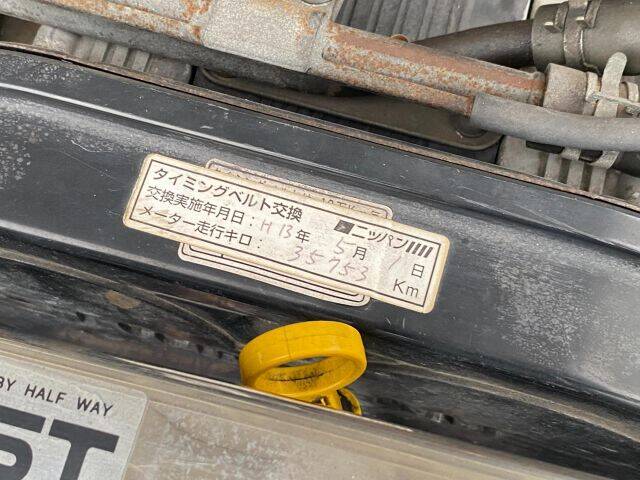 タイミングベルト交換 ニッパン
交換実施年月日: H 13年 5月 1日
メーター走行キロ: 35753 Km
BY HALF WAY